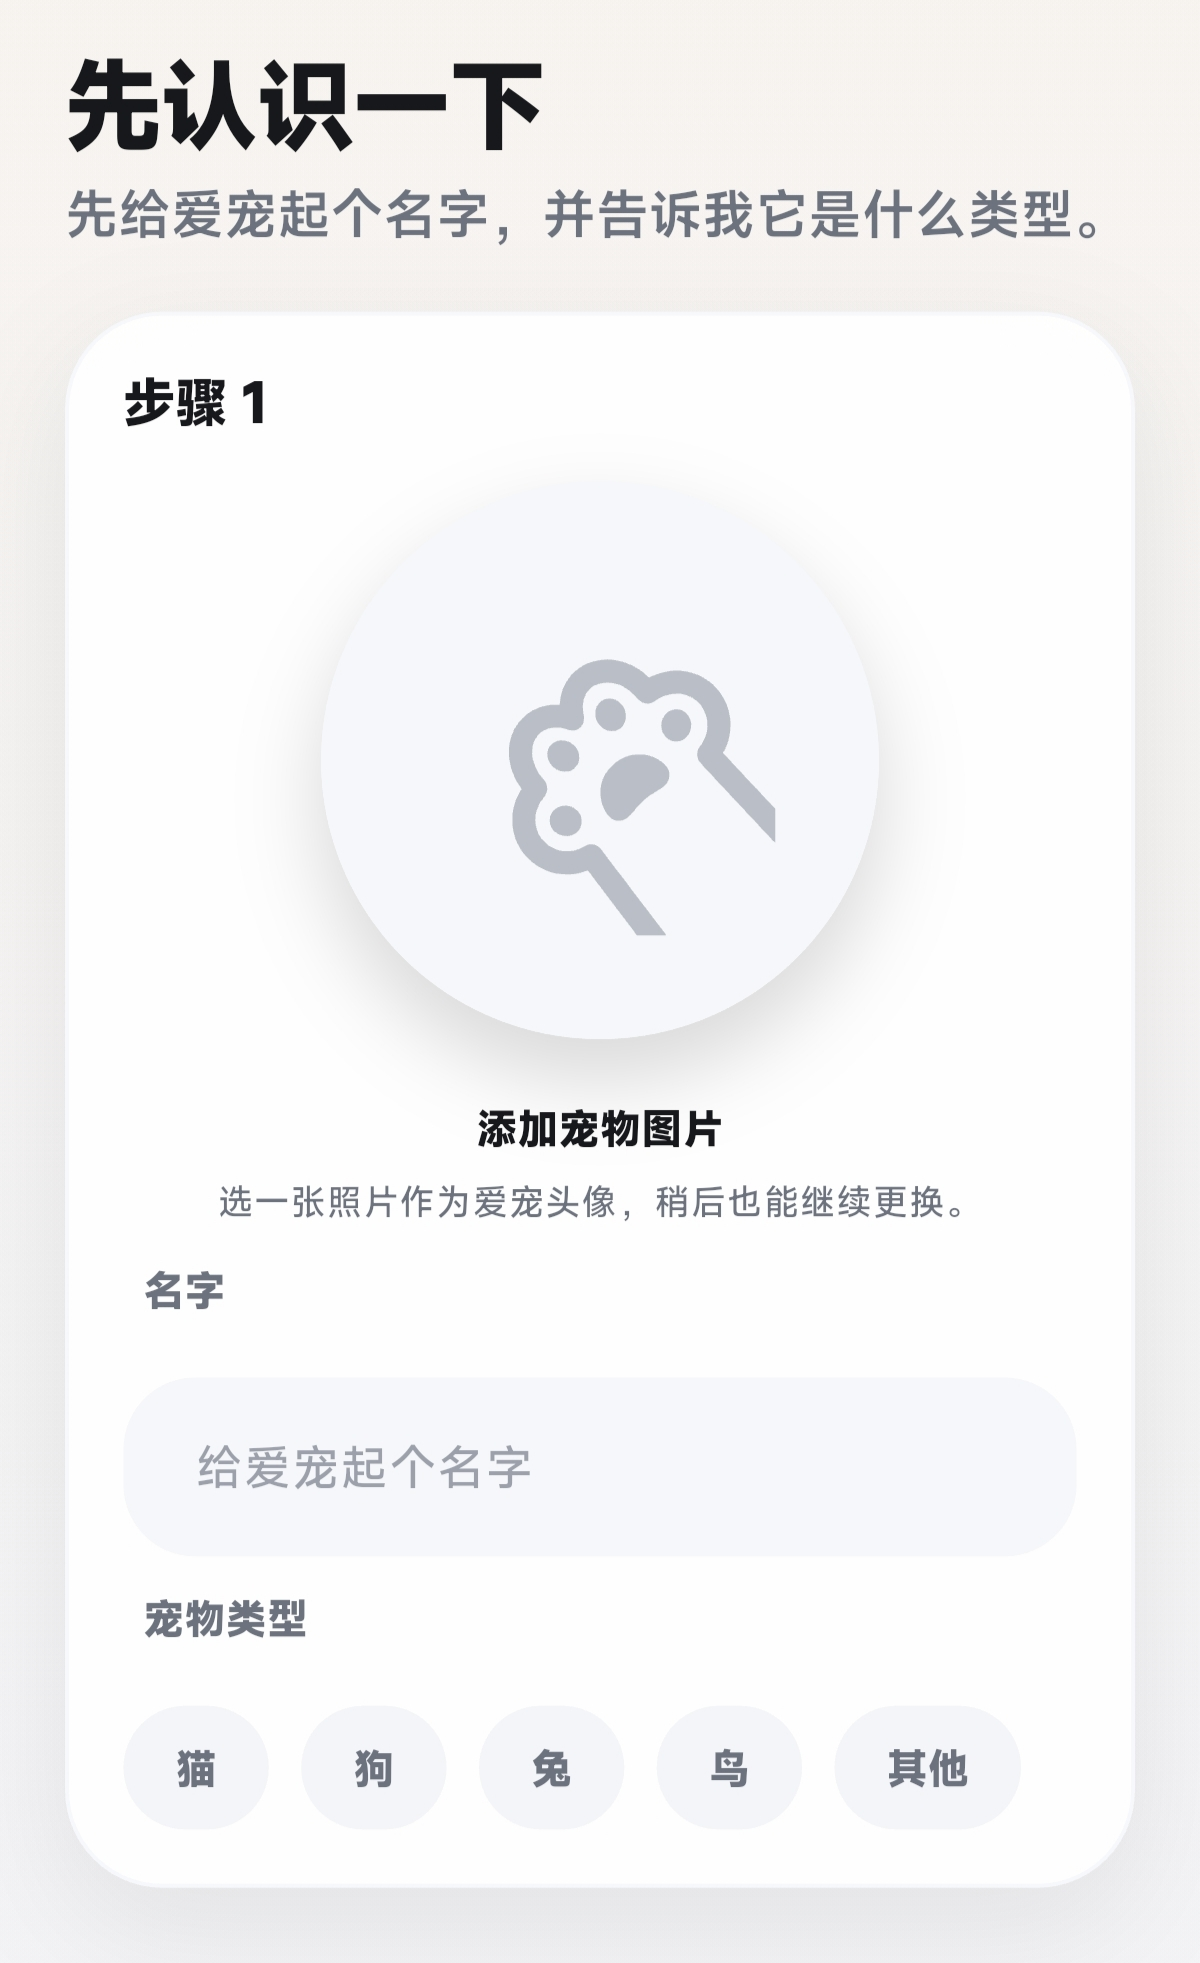 先认识一下
先给爱宠起个名字，并告诉我它是什么类型。
步骤 1
添加宠物图片
选一张照片作为爱宠头像，稍后也能继续更换。
名字
给爱宠起个名字
宠物类型
猫 狗 兔 鸟 其他